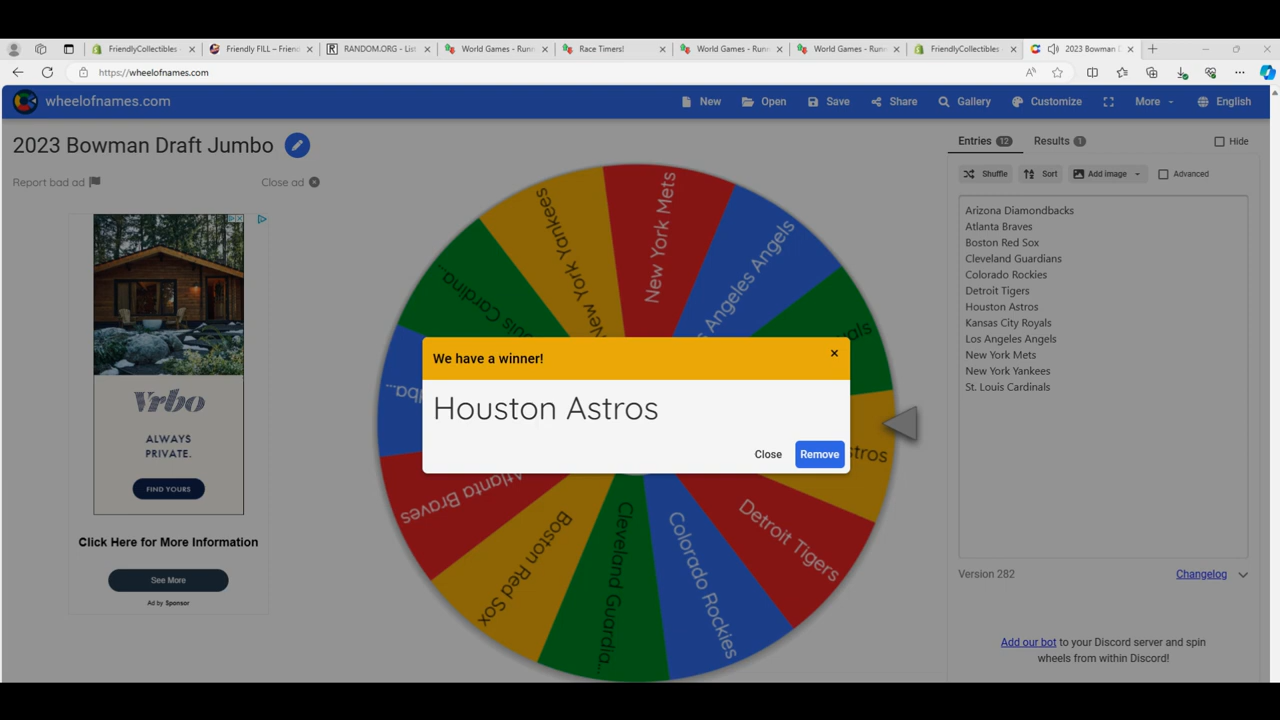 FriendlyCollectibles -
Friendly FILL – Friend
RANDOM.ORG - List
World Games - Runn
Race Timers!
World Games - Runn
World Games - Runn
FriendlyCollectibles
2023 Bowman D
https://wheelofnames.com
wheelofnames.com
New
Open
Save
Share
Gallery
Customize
More
English
2023 Bowman Draft Jumbo
Report bad ad
Close ad
Vrbo
ALWAYS
PRIVATE.
FIND YOURS
Click Here for More Information
See More
Ad by Sponsor
New York Yankees
New York Mets
s Angeles Angels
als
stros
Detroit Tigers
Colorado Rockies
Cleveland Guardia...
Boston Red Sox
Atlanta Braves
ba...
uis Cardina...
We have a winner!
Houston Astros
Close
Remove
Entries 12
Results 1
Hide
Shuffle
Sort
Add image
Advanced
Arizona Diamondbacks
Atlanta Braves
Boston Red Sox
Cleveland Guardians
Colorado Rockies
Detroit Tigers
Houston Astros
Kansas City Royals
Los Angeles Angels
New York Mets
New York Yankees
St. Louis Cardinals
Version 282
Changelog
Add our bot to your Discord server and spin
wheels from within Discord!